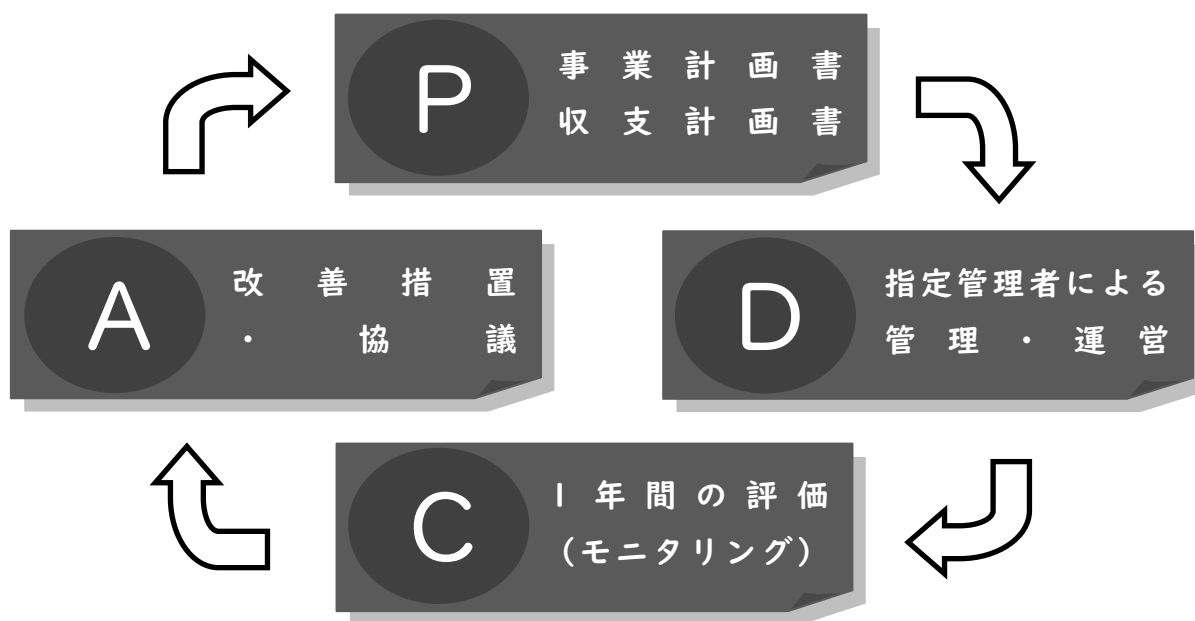 P
事業計画書
収支計画書
A
改善措置
・協議
D
指定管理者による
管理・運営
C
1年間の評価
(モニタリング)